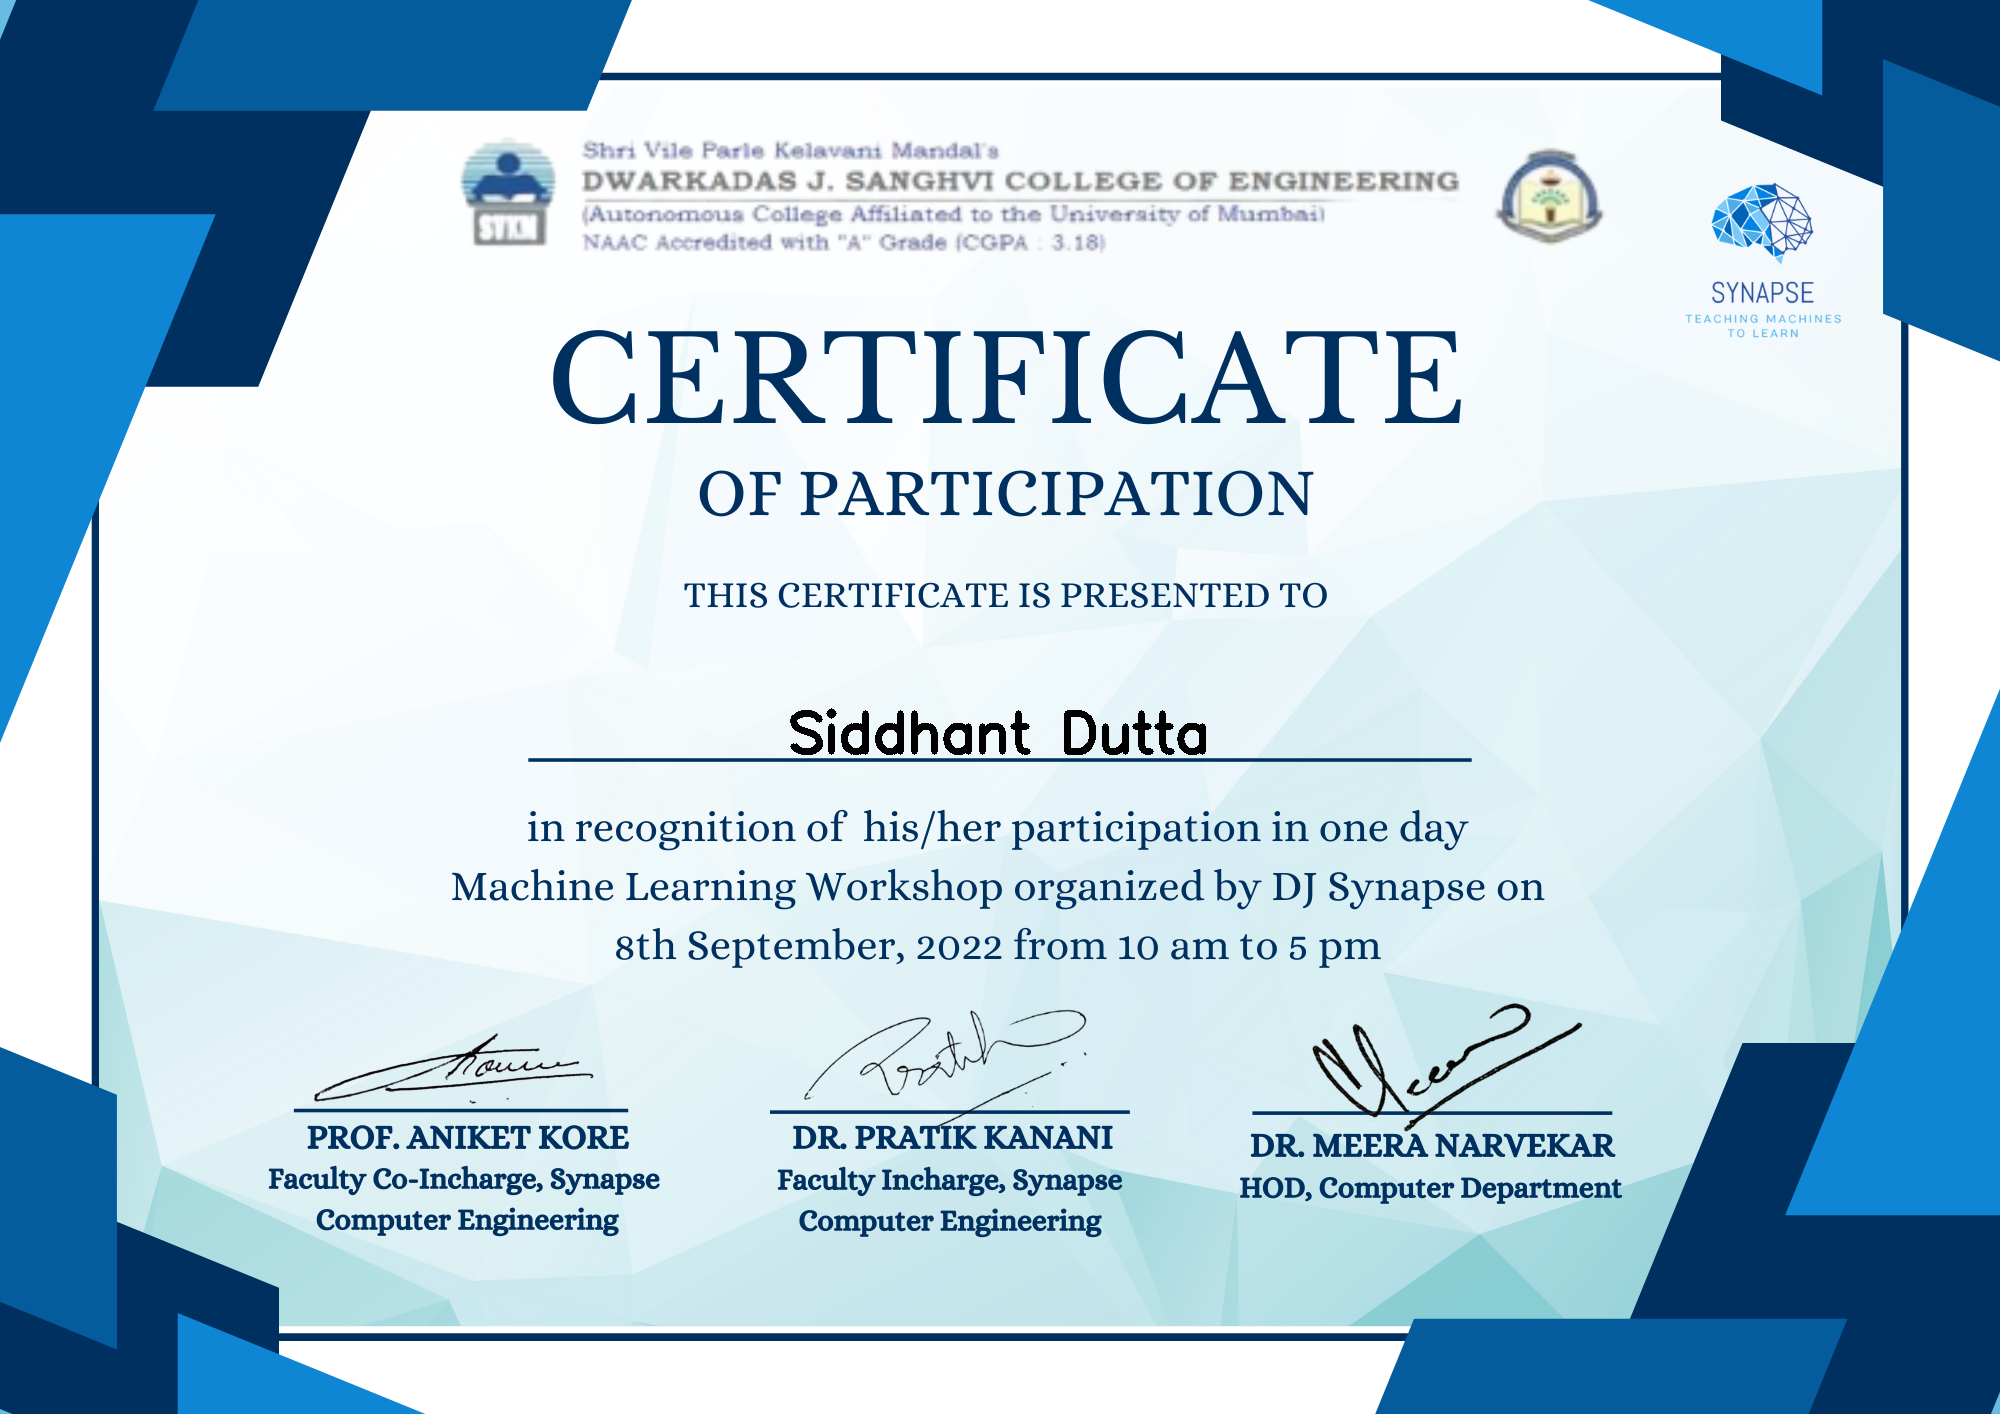 Shri Vile Parle Kelavani Mandal's
DWARKADAS J. SANGHVI COLLEGE OF ENGINEERING
(Autonomous College Affiliated to the University of Mumbai)
NAAC Accredited with "A" Grade (CGPA : 3.18)
SVKM
SYNAPSE
TEACHING MACHINES
TO LEARN
CERTIFICATE
OF PARTICIPATION
THIS CERTIFICATE IS PRESENTED TO
Siddhant Dutta
in recognition of his/her participation in one day
Machine Learning Workshop organized by DJ Synapse on
8th September, 2022 from 10 am to 5 pm
PROF. ANIKET KORE
Faculty Co-Incharge, Synapse
Computer Engineering
DR. PRATIK KANANI
Faculty Incharge, Synapse
Computer Engineering
DR. MEERA NARVEKAR
HOD, Computer Department